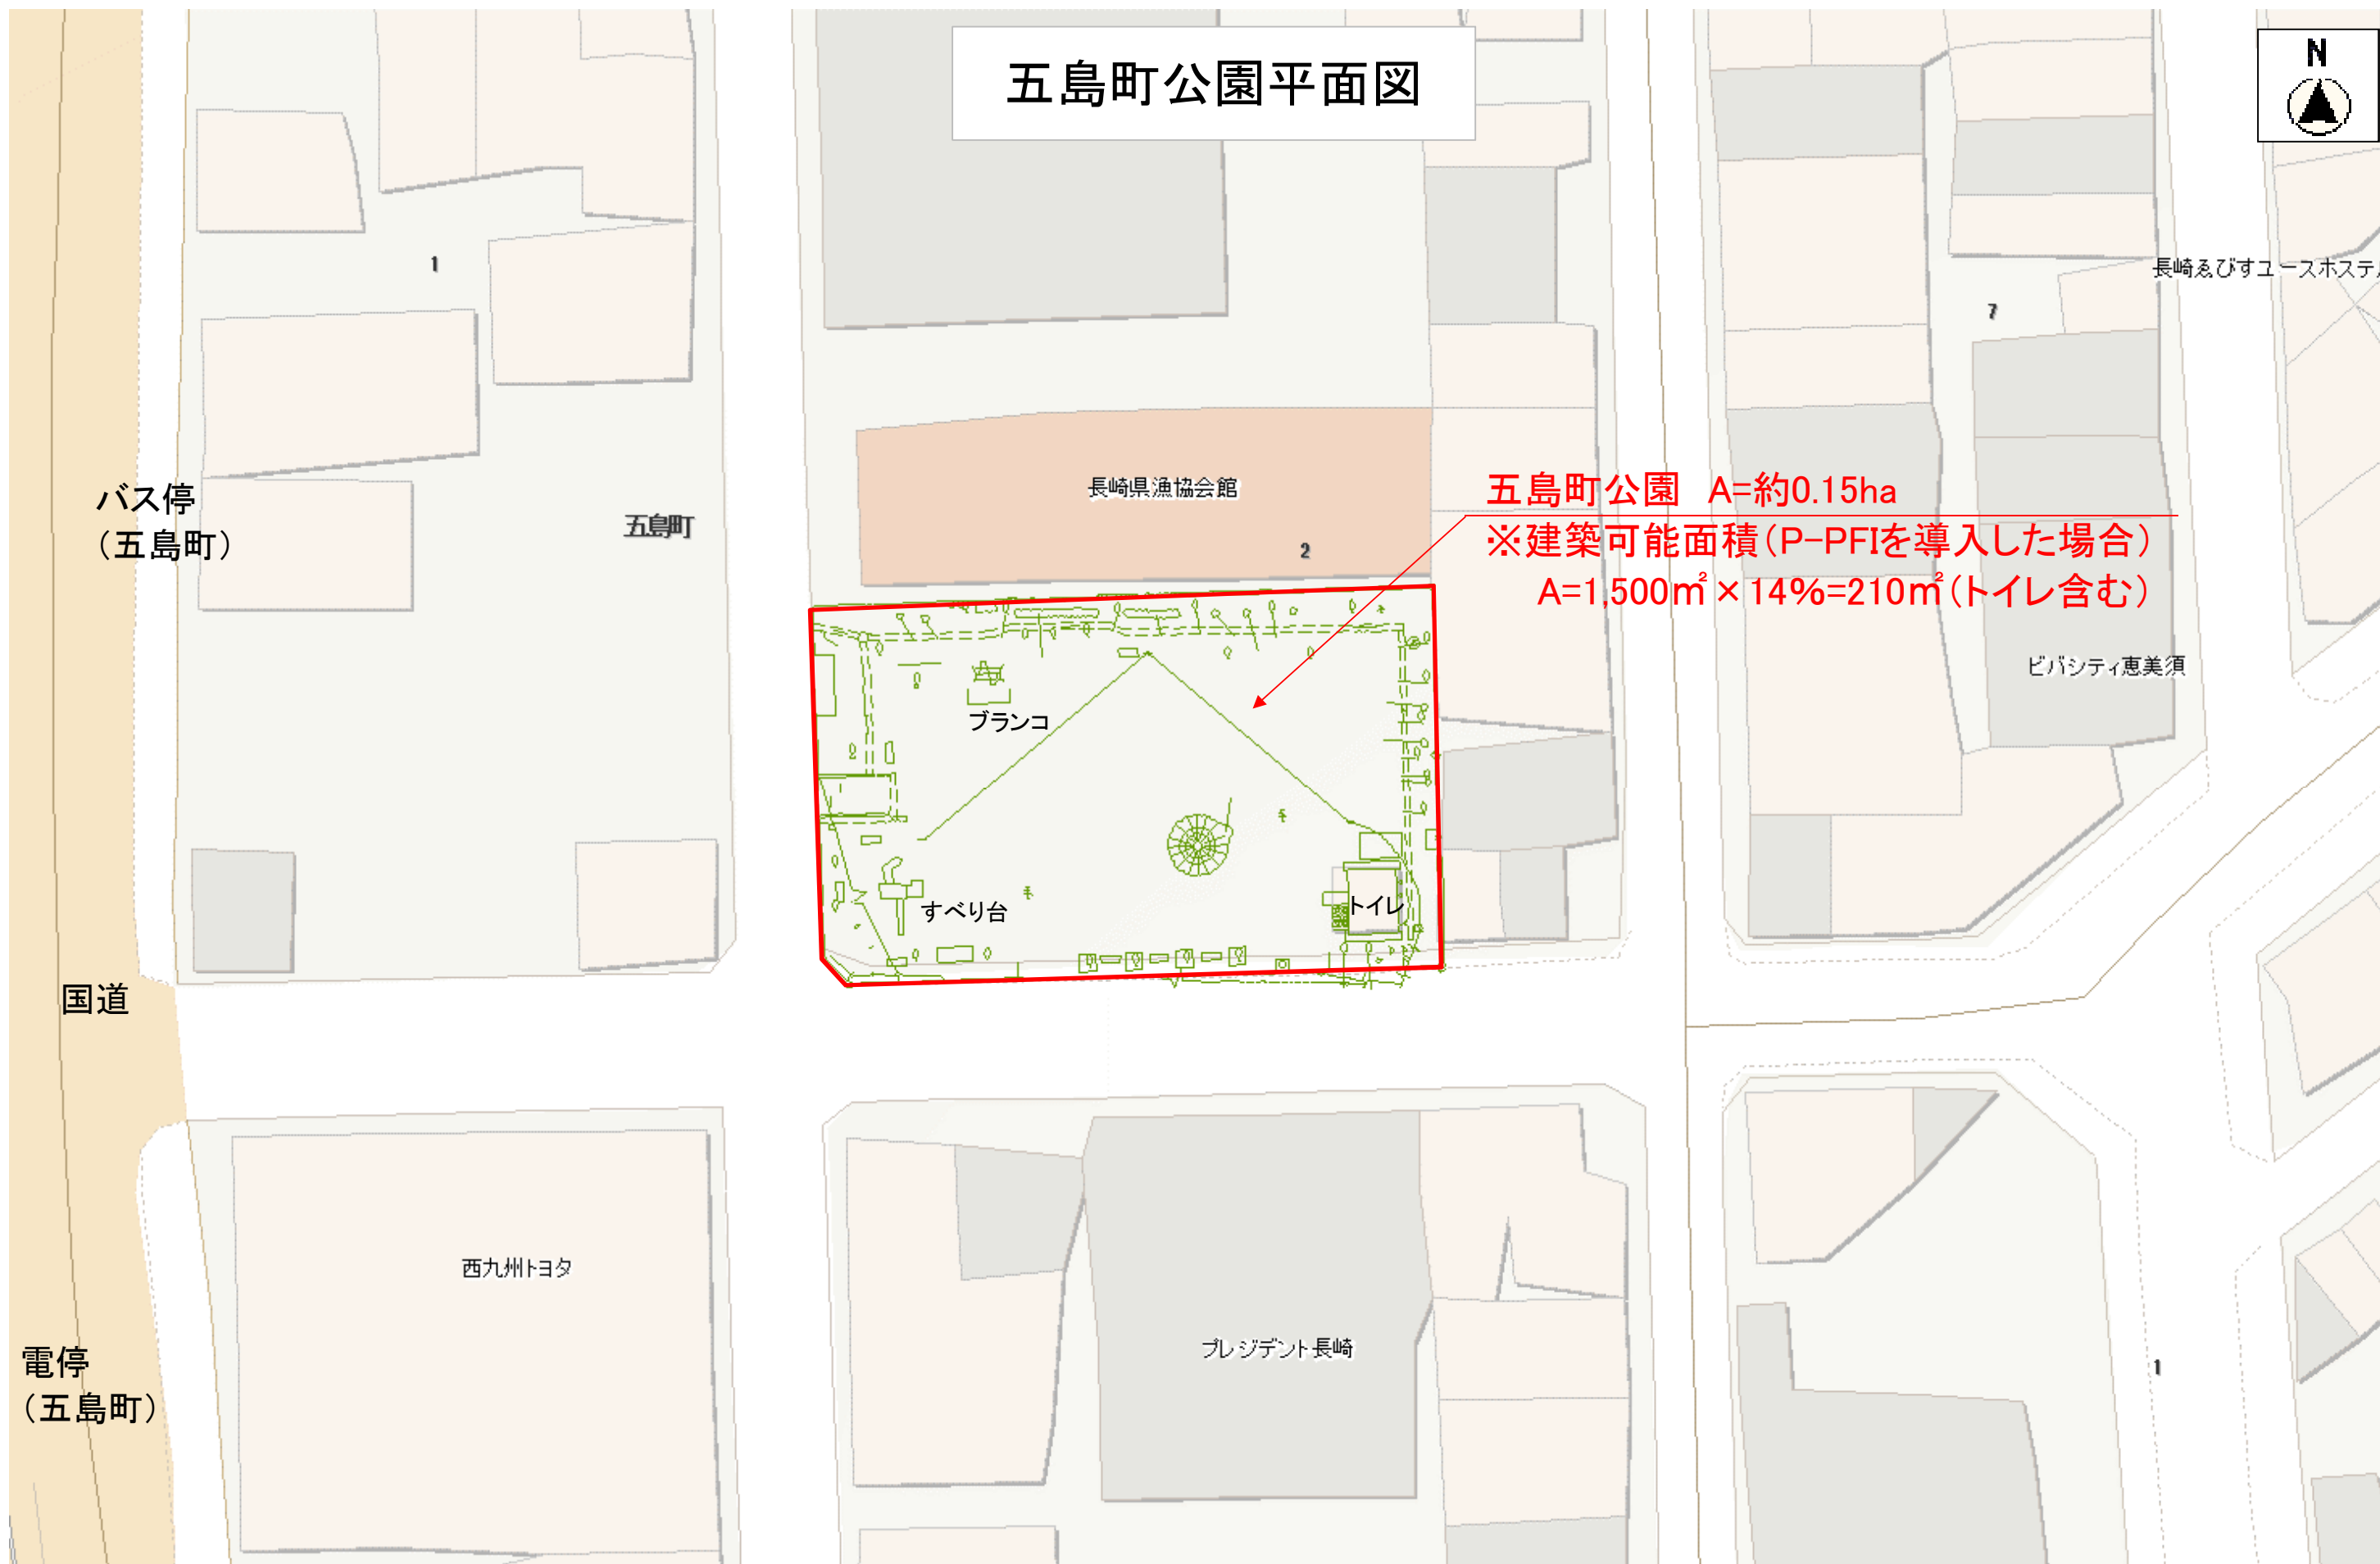 五島町公園平面図
N
1
7
長崎ゑびすユースホステル
バス停
（五島町）
五島町
長崎県漁協会館
2
五島町公園　A=約0.15ha
※建築可能面積（P-PFIを導入した場合）
A=1,500㎡×14%=210㎡（トイレ含む）
ビバシティ恵美須
ブランコ
すべり台
トイレ
国道
西九州トヨタ
プレジデント長崎
電停
（五島町）
1